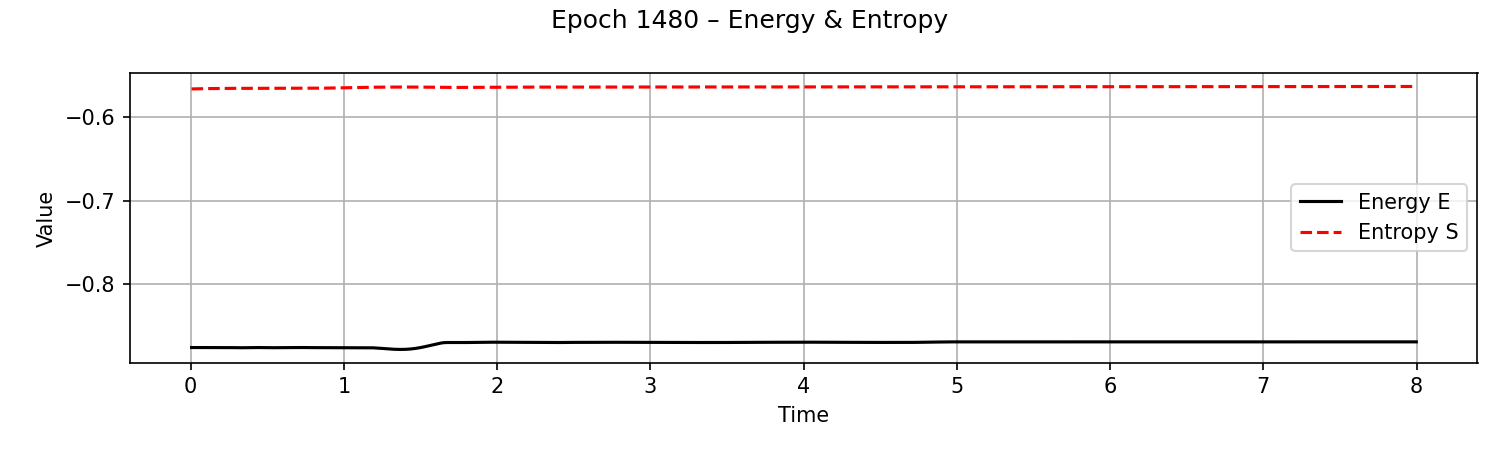 Epoch 1480 – Energy & Entropy
Value
−0.6
−0.7
−0.8
Energy E
Entropy S
0 1 2 3 4 5 6 7 8
Time